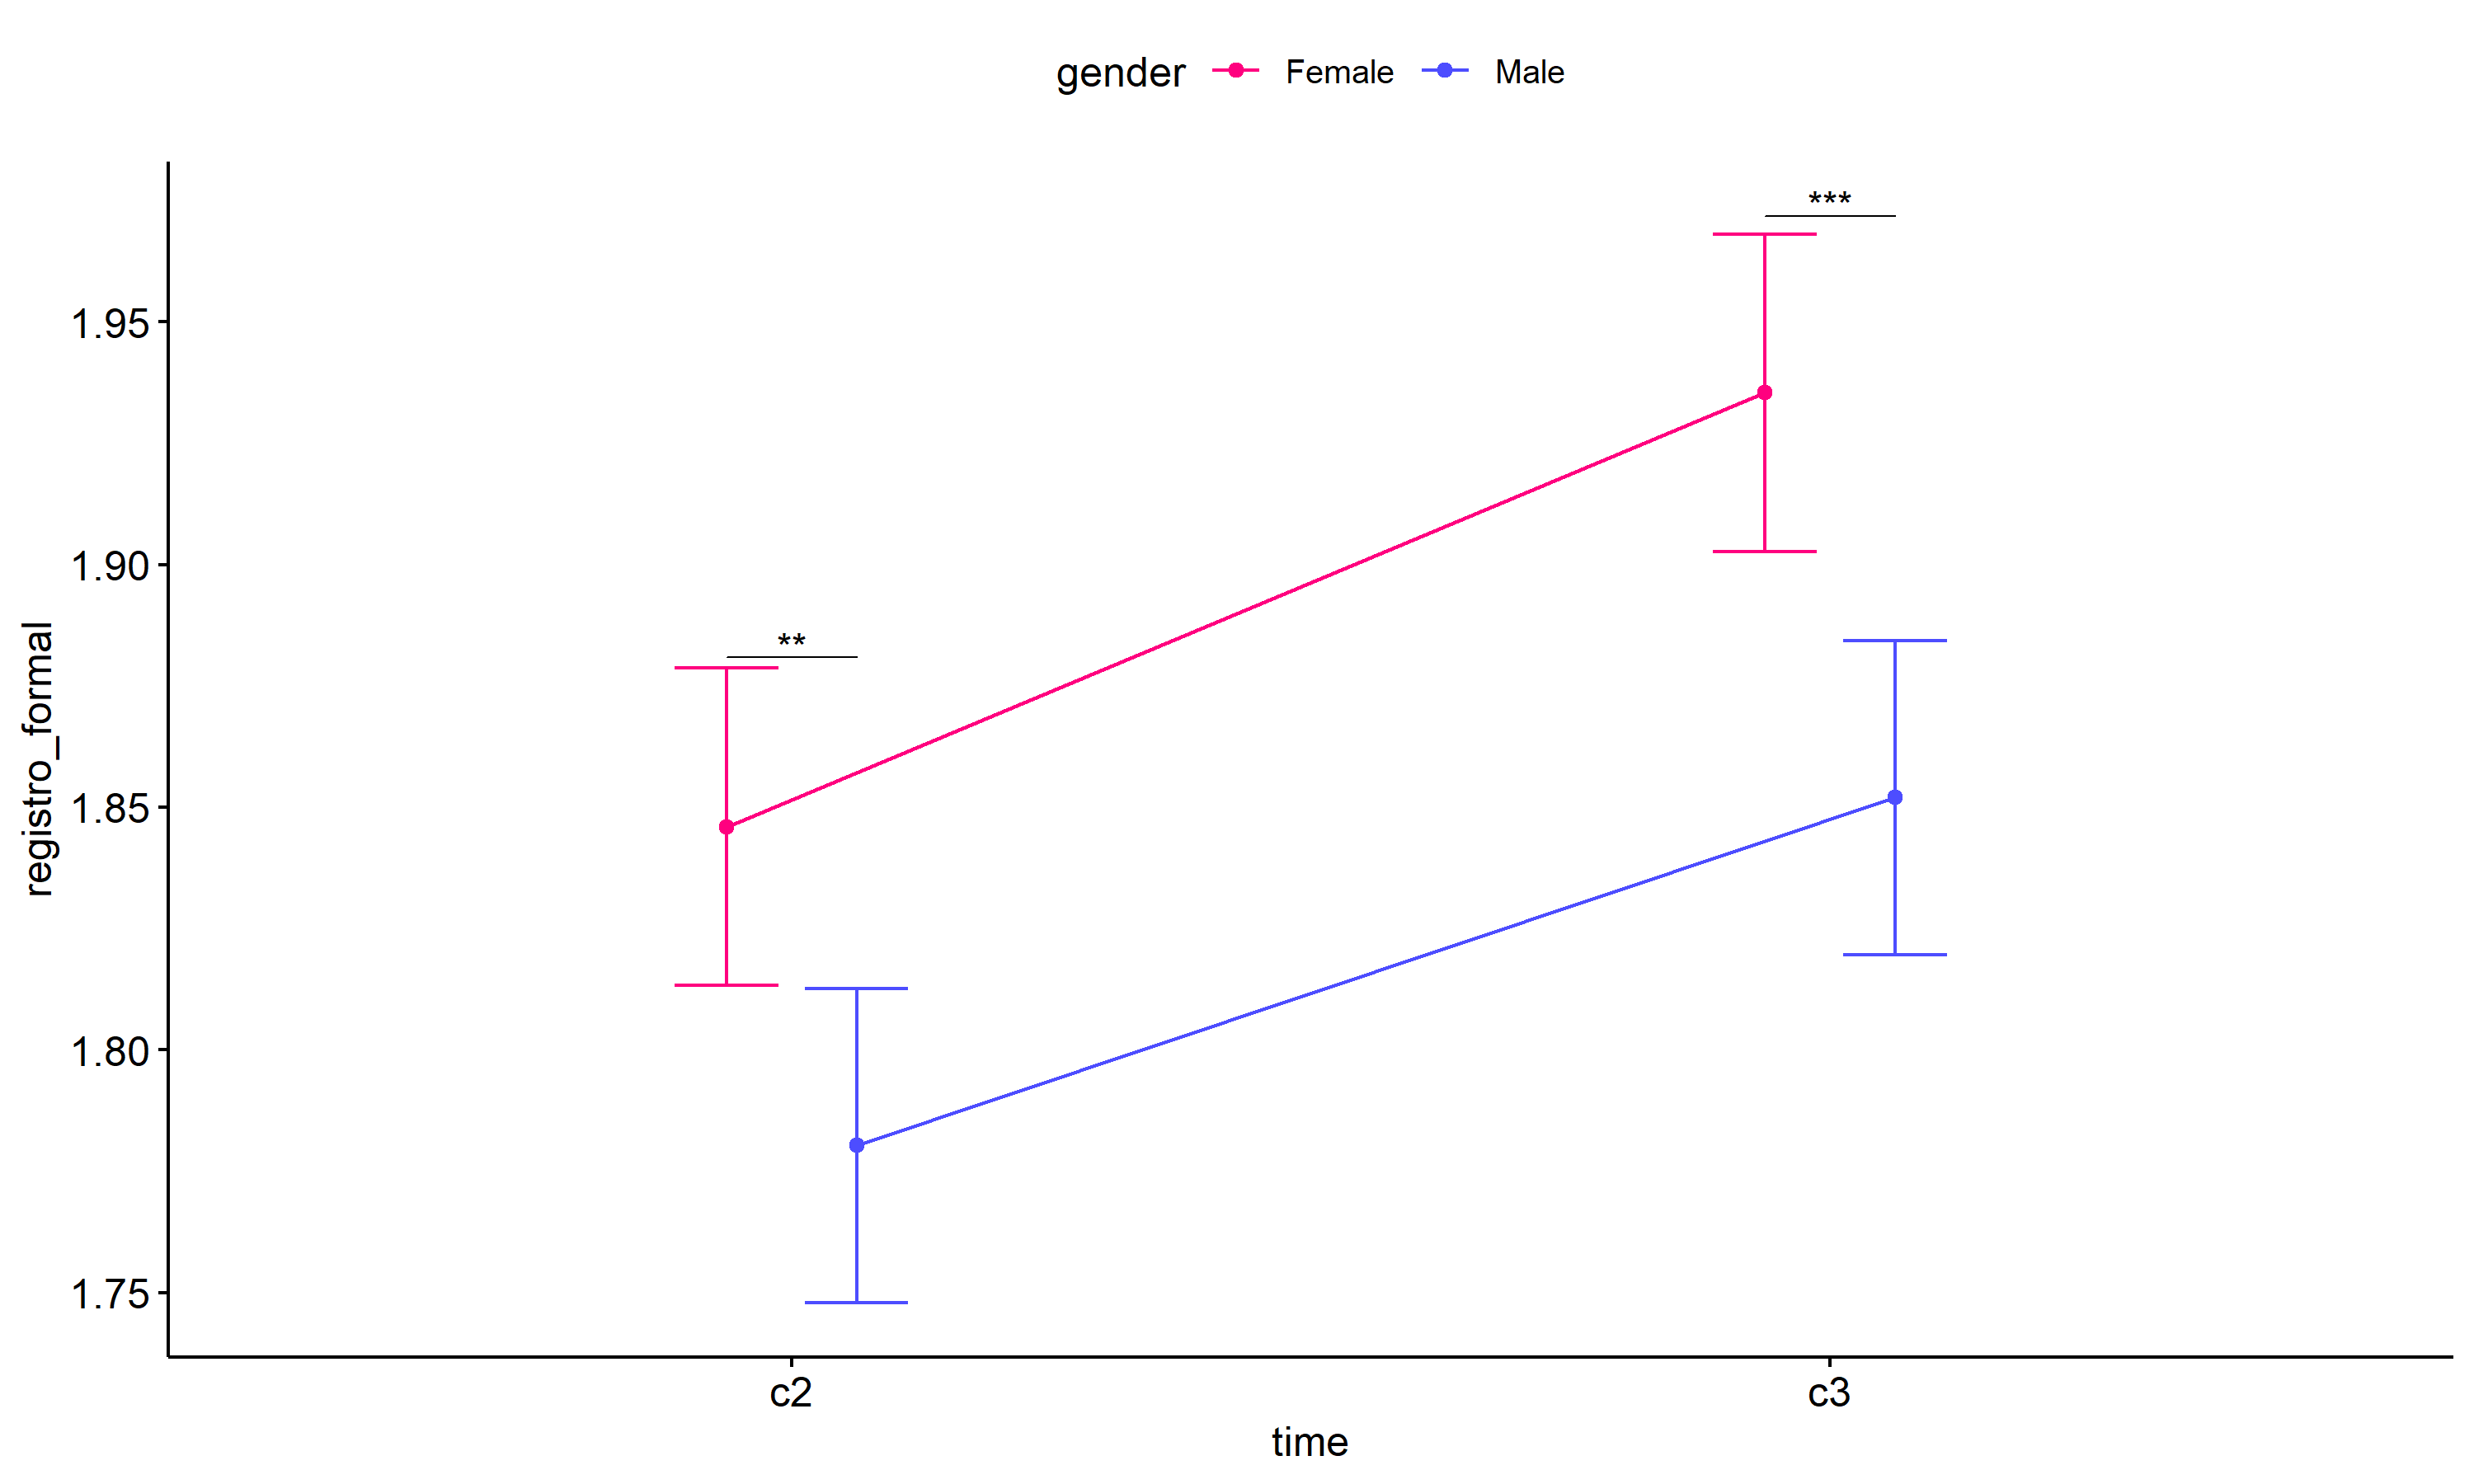 gender Female Male
***
1.95
1.90
**
1.85
1.80
1.75
registro_formal
c2 c3
time